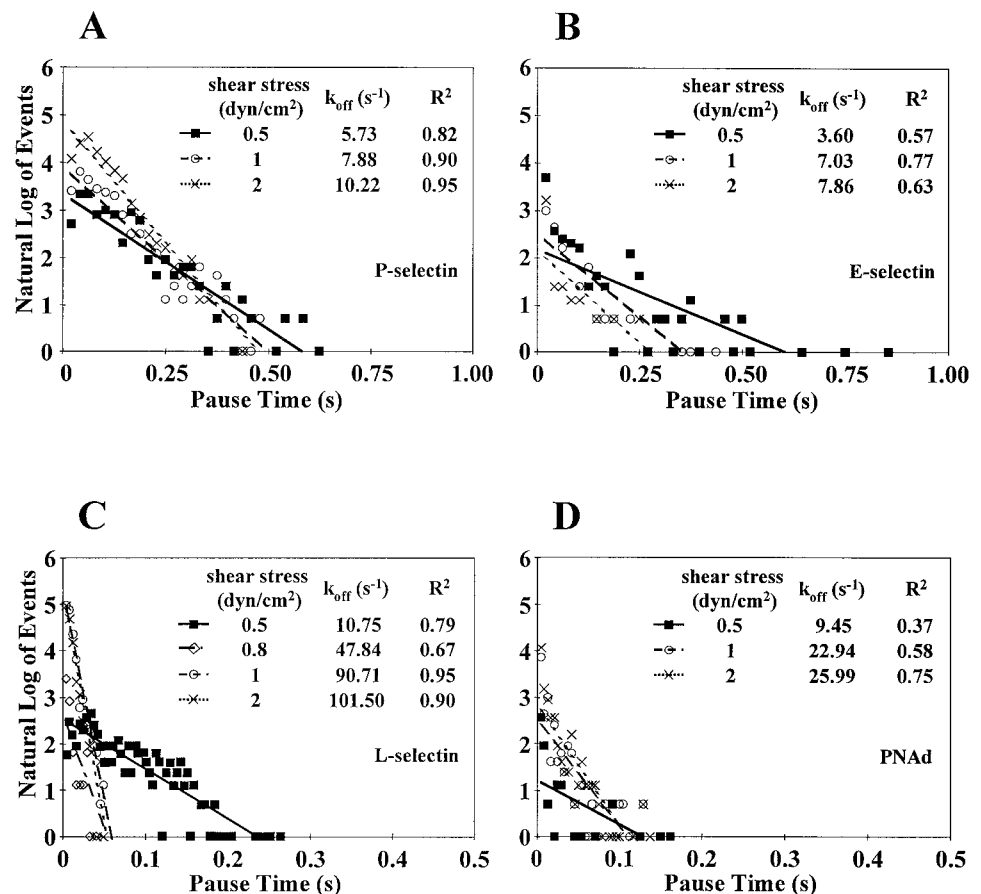 A
Natural Log of Events
6
5
4
3
2
1
0
shear stress (dyn/cm²) k_off (s⁻¹) R²
0.5 5.73 0.82
1 7.88 0.90
2 10.22 0.95
P-selectin
0 0.25 0.50 0.75 1.00
Pause Time (s)
B
6
5
4
3
2
1
0
shear stress (dyn/cm²) k_off (s⁻¹) R²
0.5 3.60 0.57
1 7.03 0.77
2 7.86 0.63
E-selectin
0 0.25 0.50 0.75 1.00
Pause Time (s)
C
Natural Log of Events
6
5
4
3
2
1
0
shear stress (dyn/cm²) k_off (s⁻¹) R²
0.5 10.75 0.79
0.8 47.84 0.67
1 90.71 0.95
2 101.50 0.90
L-selectin
0 0.1 0.2 0.3 0.4 0.5
Pause Time (s)
D
6
5
4
3
2
1
0
shear stress (dyn/cm²) k_off (s⁻¹) R²
0.5 9.45 0.37
1 22.94 0.58
2 25.99 0.75
PNAd
0 0.1 0.2 0.3 0.4 0.5
Pause Time (s)